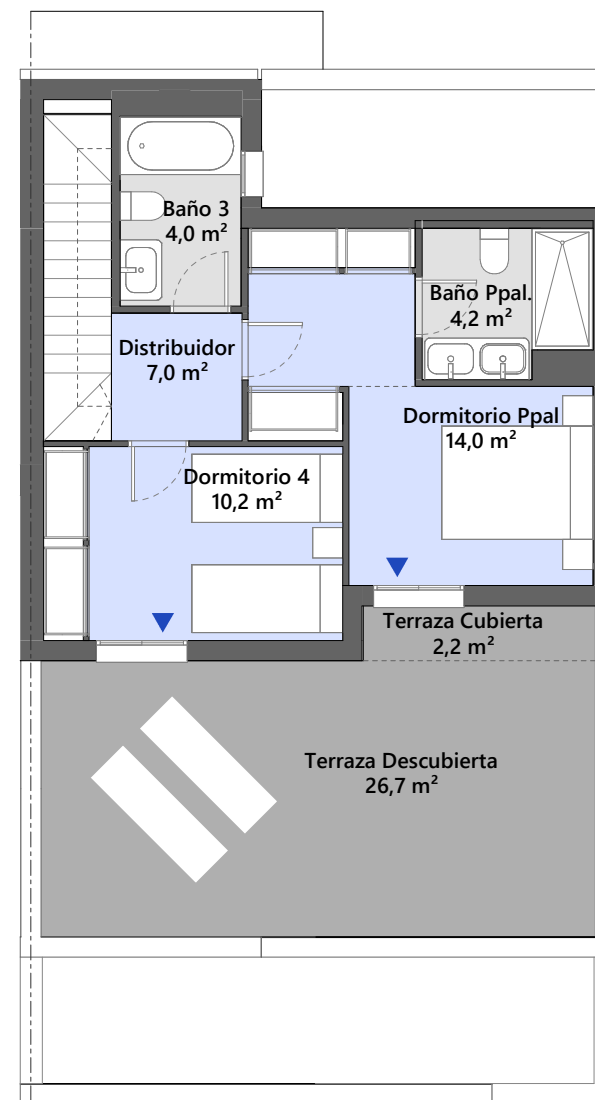 Baño 3
4,0 m²
Baño Ppal.
4,2 m²
Distribuidor
7,0 m²
Dormitorio Ppal
14,0 m²
Dormitorio 4
10,2 m²
Terraza Cubierta
2,2 m²
Terraza Descubierta
26,7 m²